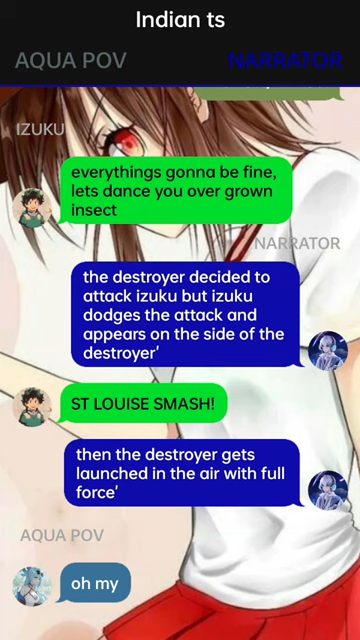 Indian ts
AQUA POV
NARRATOR
IZUKU
everythings gonna be fine,
lets dance you over grown
insect
NARRATOR
the destroyer decided to
attack izuku but izuku
dodges the attack and
appears on the side of the
destroyer'
ST LOUISE SMASH!
then the destroyer gets
launched in the air with full
force'
AQUA POV
oh my